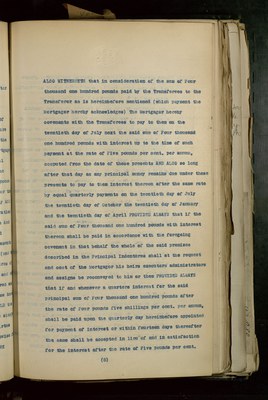 ALSO WITNESSETH that in consideration of the sum of four
thousand one hundred pounds paid by the Transferees to the
Transferor as is hereinbefore mentioned (which payment the
Mortgagor hereby acknowledges) The Mortgagor hereby
covenants with the Transferees to pay to them on the
twentieth day of July next the said sum of four thousand
one hundred pounds with interest up to the time of such
payment at the rate of five pounds per cent. per annum,
computed from the date of these presents AND ALSO so long
after that day as any principal money remains due under these
presents to pay to them interest thereon after the same rate
by equal quarterly payments on the twentieth day of July
the twentieth day of October the twentieth day of January
and the twentieth day of April PROVIDED ALWAYS that if the
said sum of four thousand one hundred pounds with interest
thereon shall be paid in accordance with the foregoing
covenant in that behalf the whole of the said premises
described in the Principal Indentures shall at the request
and cost of the Mortgagor his heirs executors administrators
and assigns be reconveyed to him or them PROVIDED ALWAYS
that if and whenever a quarters interest for the said
principal sum of four thousand one hundred pounds after
the rate of four pounds five shillings per cent. per annum,
shall be paid upon the quarterly day hereinbefore appointed
for payment of interest or within fourteen days thereafter
the same shall be accepted in lieu of and in satisfaction
for the interest after the rate of five pounds per cent.